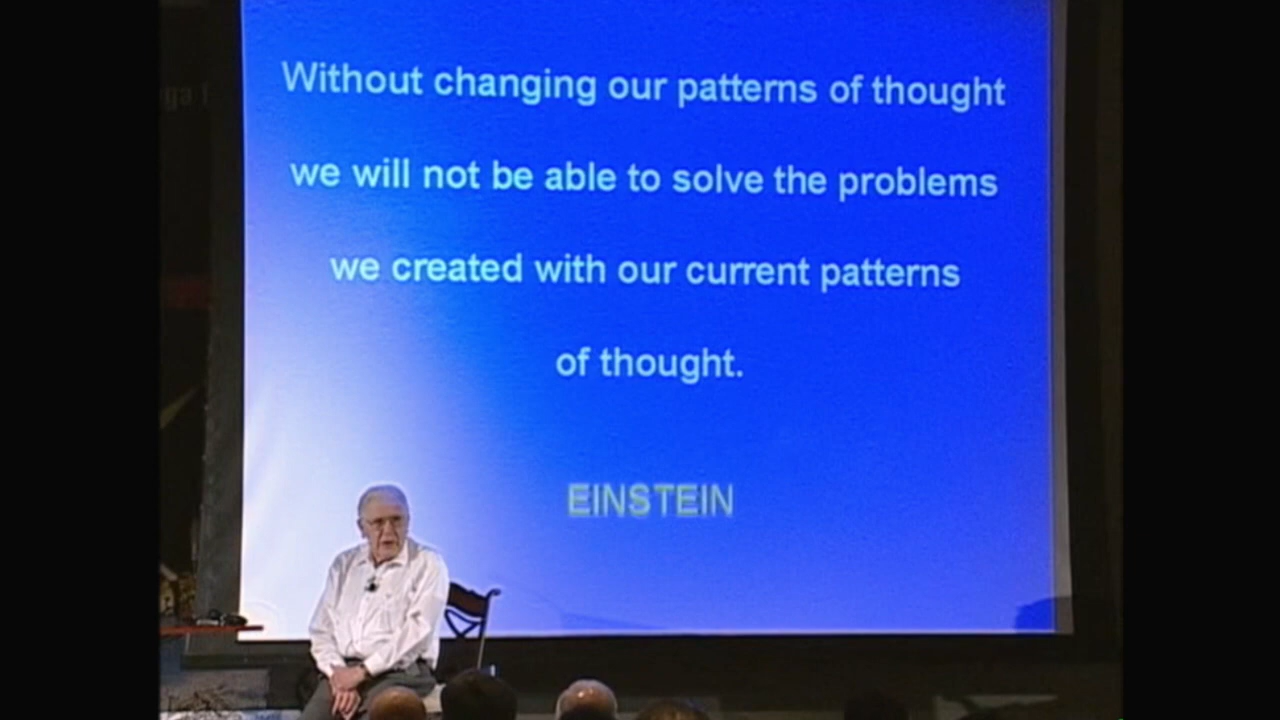 Without changing our patterns of thought
we will not be able to solve the problems
we created with our current patterns
of thought.
EINSTEIN